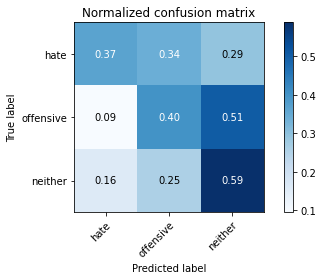 Normalized confusion matrix
True label
hate 0.37 0.34 0.29
offensive 0.09 0.40 0.51
neither 0.16 0.25 0.59
hate offensive neither
Predicted label
0.5
0.4
0.3
0.2
0.1